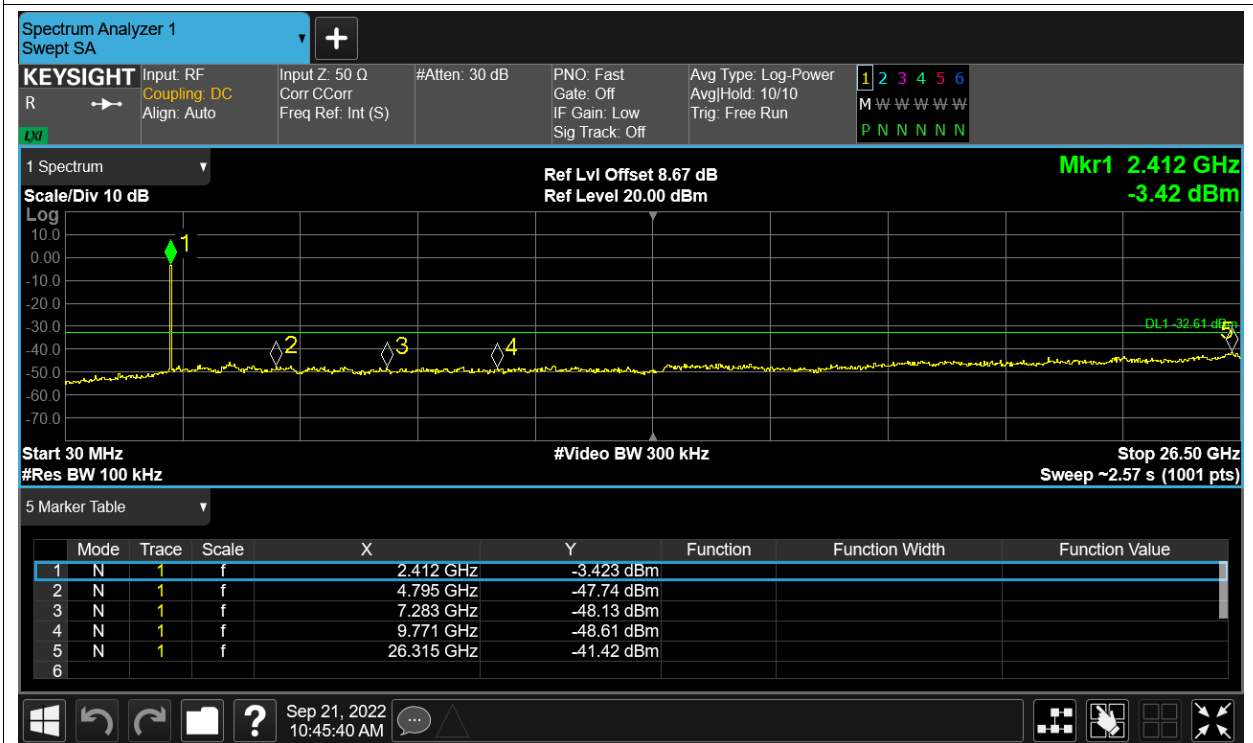 Spectrum Analyzer 1
Swept SA
+
KEYSIGHT Input: RF Input Z: 50 Ω #Atten: 30 dB PNO: Fast Avg Type: Log-Power 1 2 3 4 5 6
R Coupling: DC Corr CCorr Gate: Off Avg|Hold: 10/10 M W W W W W
Align: Auto Freq Ref: Int (S) IF Gain: Low Trig: Free Run
LXI Sig Track: Off P N N N N N
1 Spectrum Ref Lvl Offset 8.67 dB Mkr1 2.412 GHz
Scale/Div 10 dB Ref Level 20.00 dBm -3.42 dBm
Log
10.0
0.00
-10.0
-20.0
-30.0
-40.0
-50.0
-60.0
-70.0
1
2
3
4
5
DL1 -32.61 dBm
Start 30 MHz #Video BW 300 kHz Stop 26.50 GHz
#Res BW 100 kHz Sweep ~2.57 s (1001 pts)
5 Marker Table
Mode Trace Scale X Y Function Function Width Function Value
1 N 1 f 2.412 GHz -3.423 dBm
2 N 1 f 4.795 GHz -47.74 dBm
3 N 1 f 7.283 GHz -48.13 dBm
4 N 1 f 9.771 GHz -48.61 dBm
5 N 1 f 26.315 GHz -41.42 dBm
6
? Sep 21, 2022
10:45:40 AM